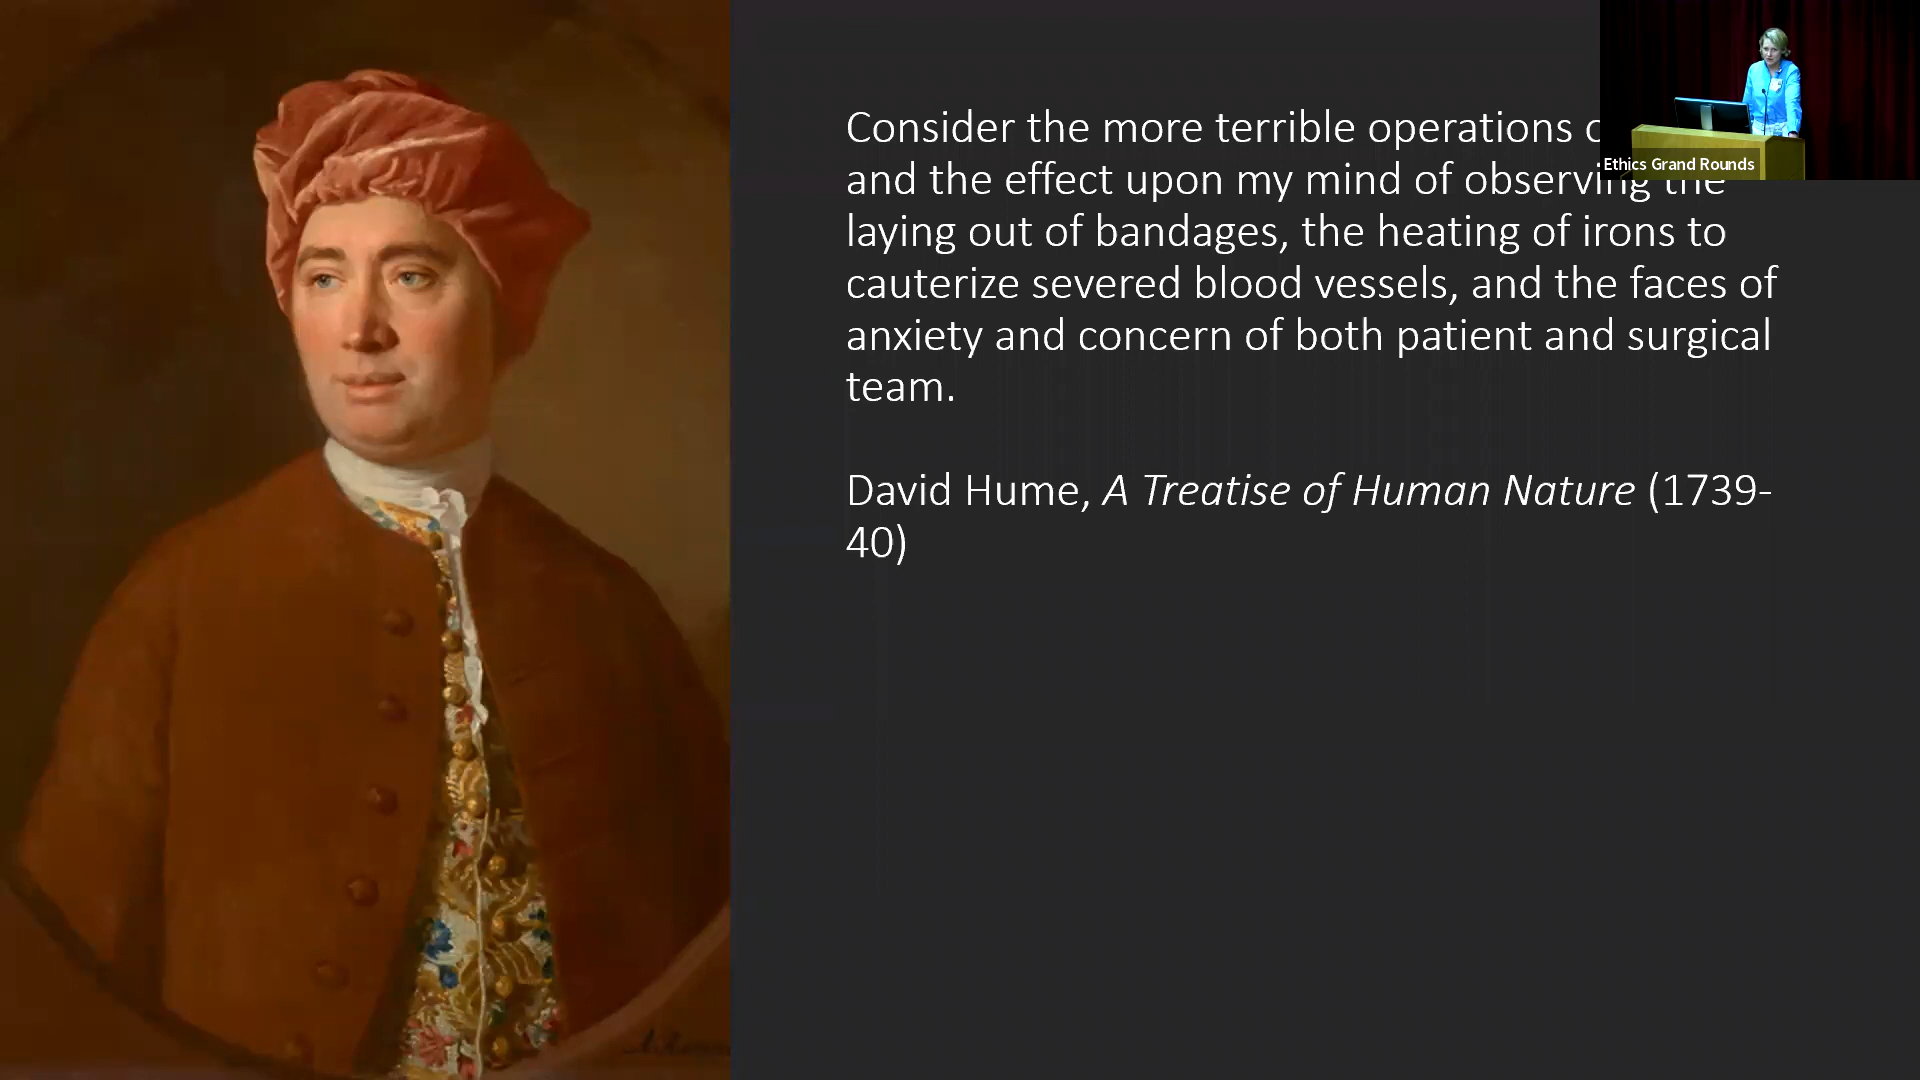 Consider the more terrible operations
and the effect upon my mind of observing the
laying out of bandages, the heating of irons to
cauterize severed blood vessels, and the faces of
anxiety and concern of both patient and surgical
team.
David Hume, A Treatise of Human Nature (1739-
40)
Ethics Grand Rounds